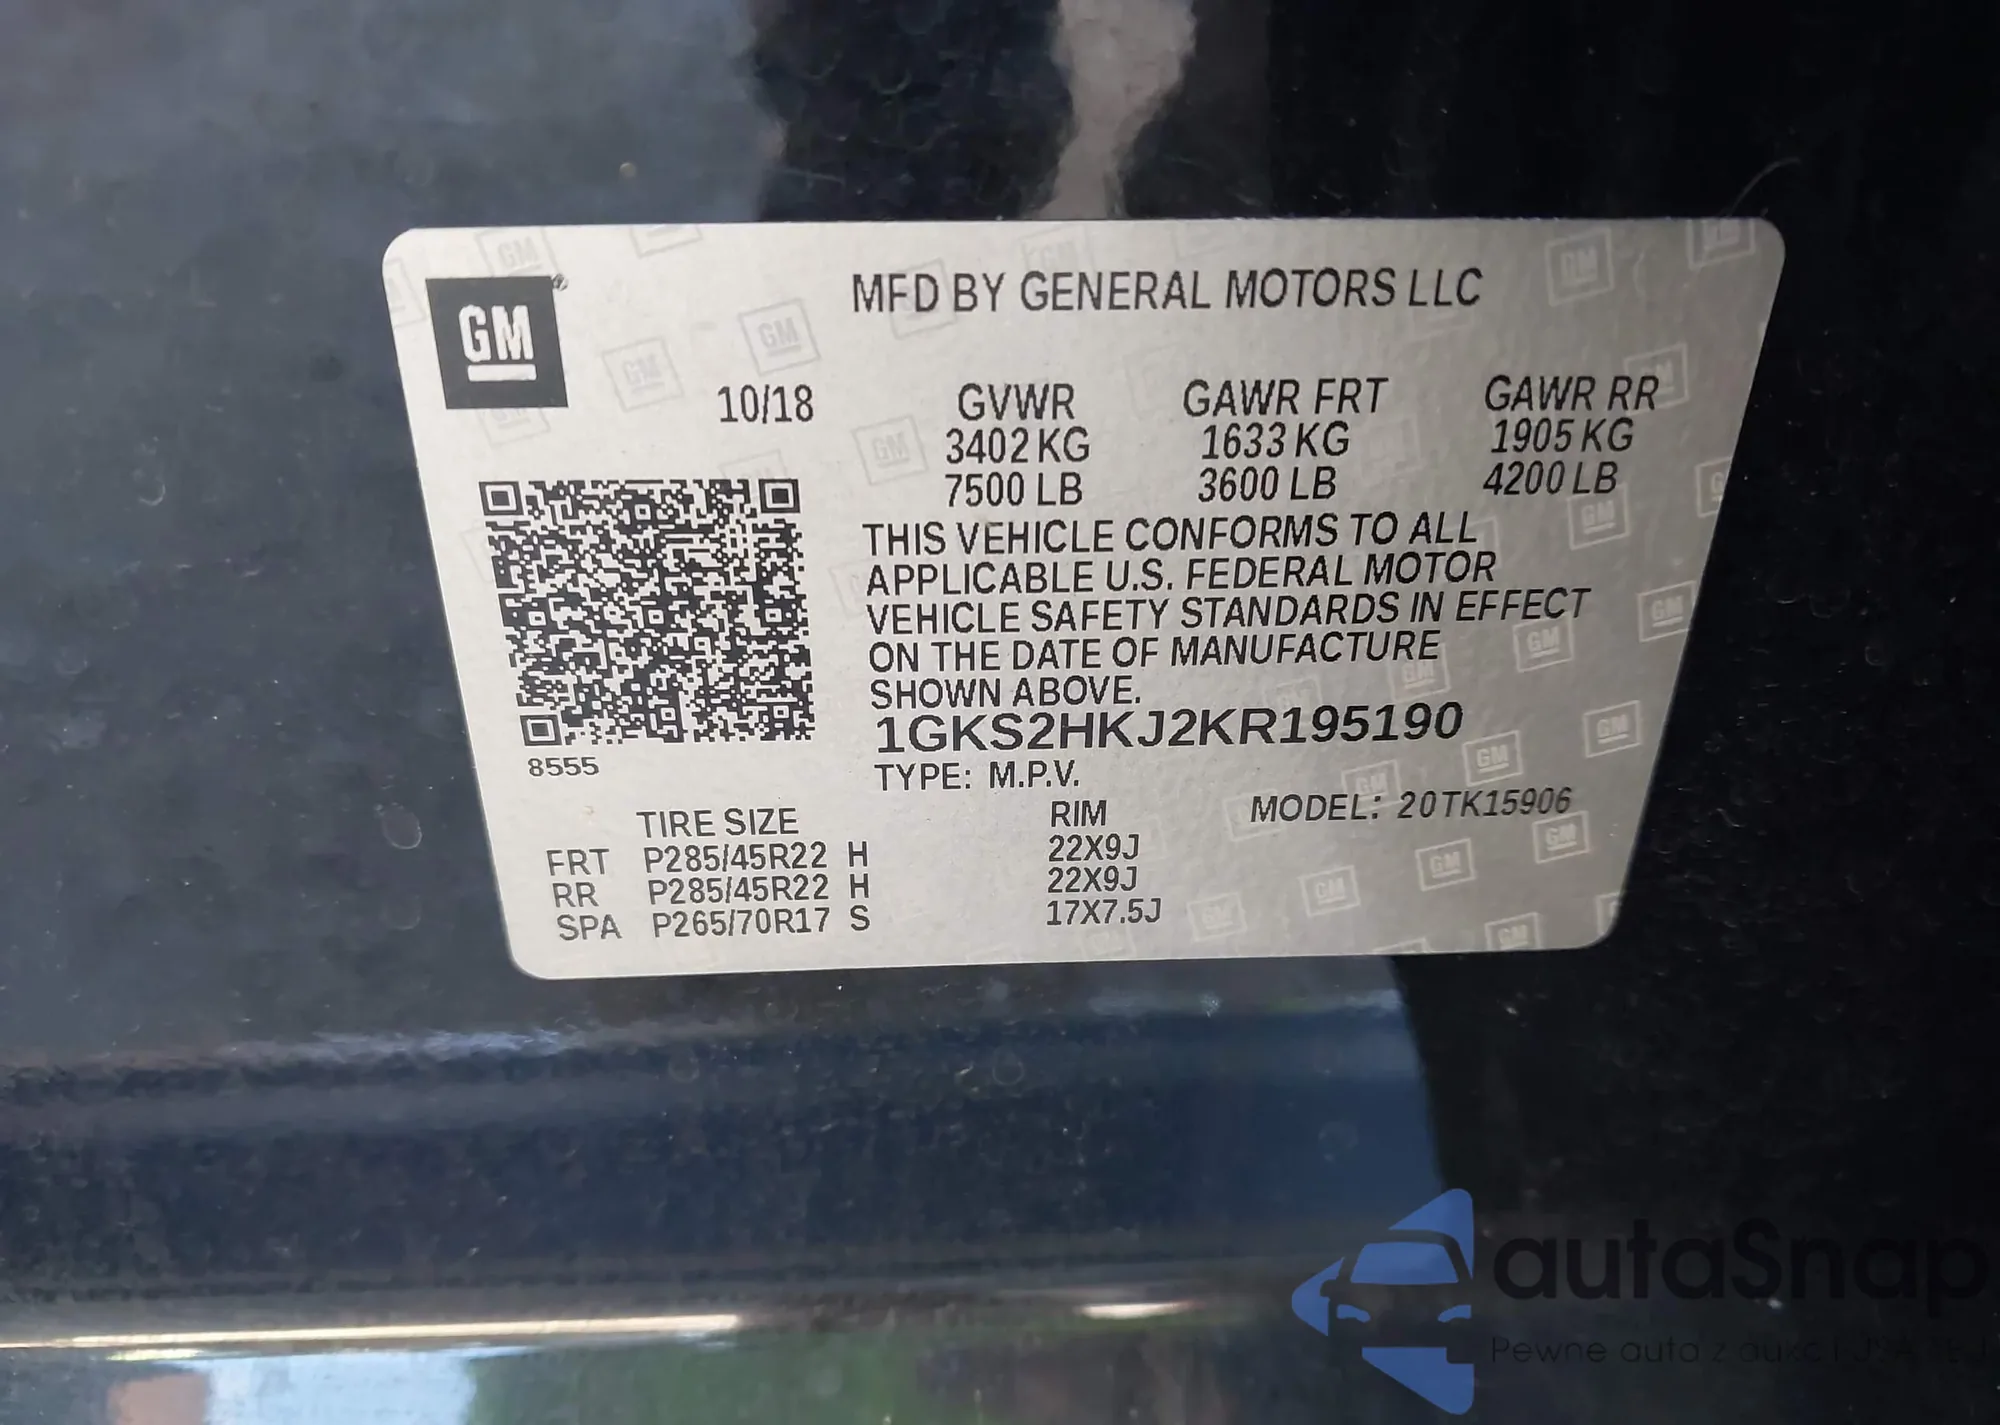 GM
MFD BY GENERAL MOTORS LLC
10/18 GVWR GAWR FRT GAWR RR
3402 KG 1633 KG 1905 KG
7500 LB 3600 LB 4200 LB
THIS VEHICLE CONFORMS TO ALL
APPLICABLE U.S. FEDERAL MOTOR
VEHICLE SAFETY STANDARDS IN EFFECT
ON THE DATE OF MANUFACTURE
SHOWN ABOVE.
1GKS2HKJ2KR195190
8555
TYPE: M.P.V.
MODEL: 20TK15906
TIRE SIZE RIM
FRT P285/45R22 H 22X9J
RR P285/45R22 H 22X9J
SPA P265/70R17 S 17X7.5J
autaSnap
Pewne auta z